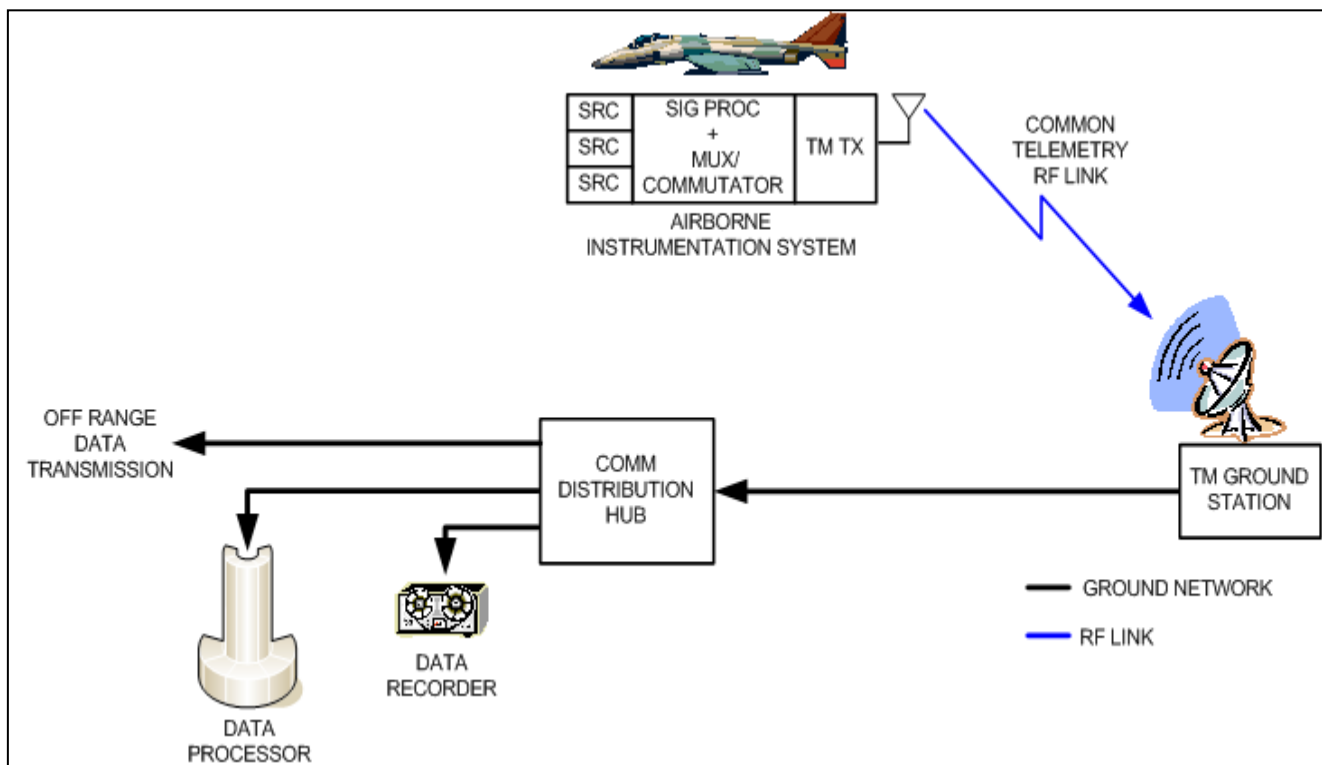 SRC
SRC
SRC
SIG PROC
+
MUX/
COMMUTATOR
TM TX
AIRBORNE
INSTRUMENTATION SYSTEM
COMMON
TELEMETRY
RF LINK
OFF RANGE
DATA
TRANSMISSION
COMM
DISTRIBUTION
HUB
TM GROUND
STATION
GROUND NETWORK
RF LINK
DATA
RECORDER
DATA
PROCESSOR